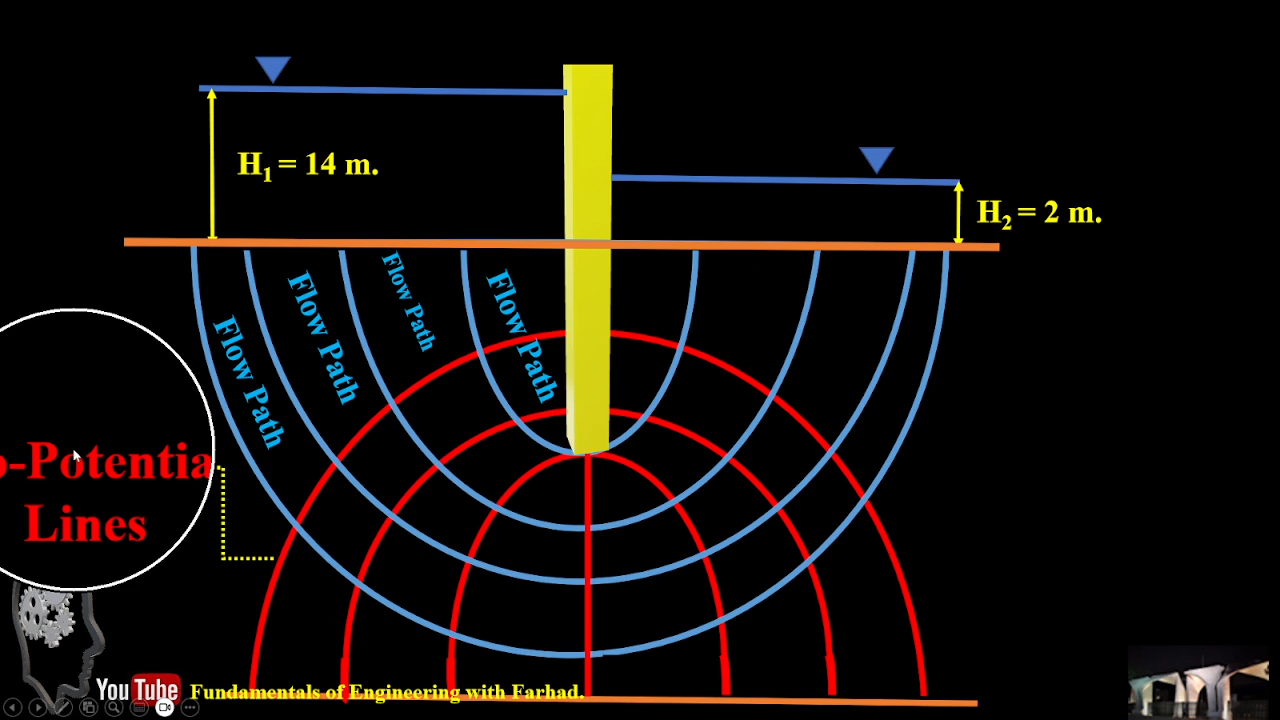 H1 = 14 m.
H2 = 2 m.
Flow Path
Flow Path
Flow Path
Flow Path
o-Potentia
Lines
YouTube
Fundamentals of Engineering with Farhad.